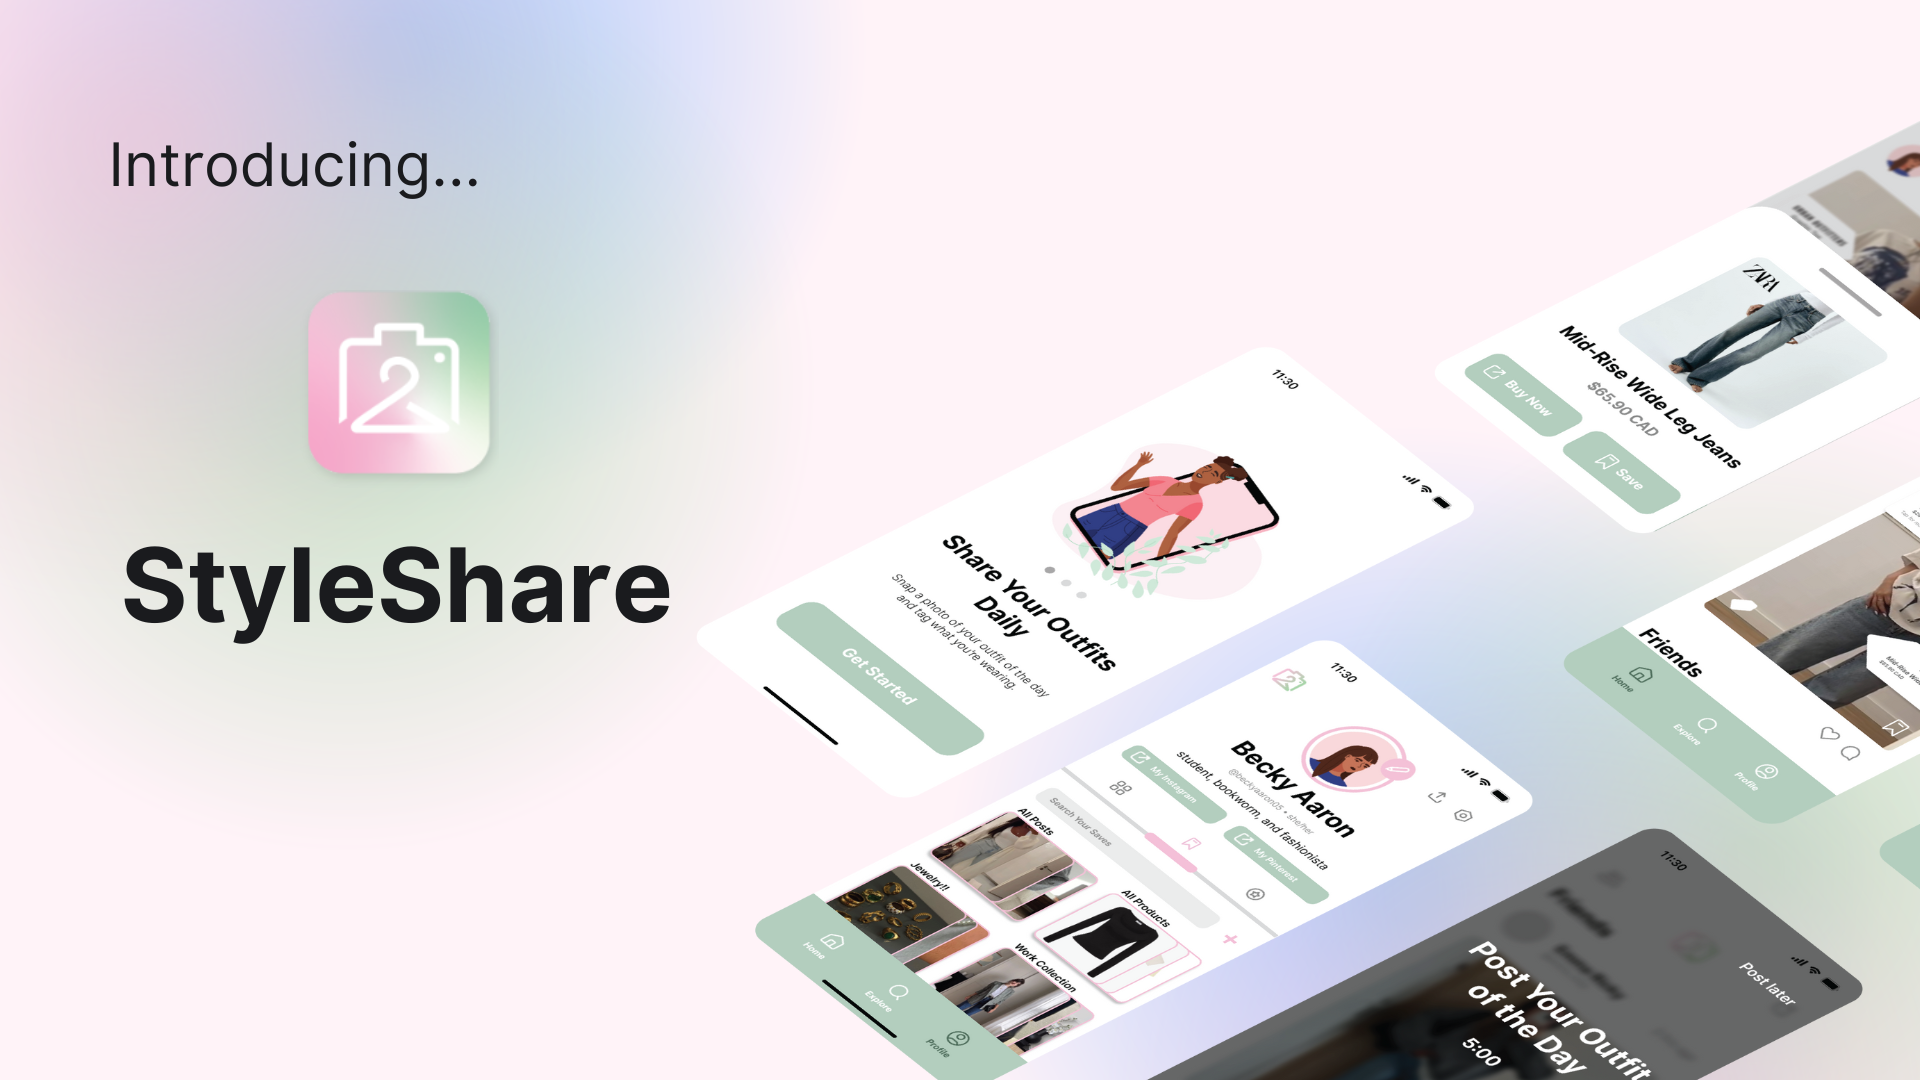 Introducing...
StyleShare
11:30
Share Your Outfits
Daily
Snap a photo of your outfit of the day
and tag what you're wearing.
Get Started
ZARA
Mid-Rise Wide Leg Jeans
$65.90 CAD
Buy Now
Save
Friends
Home
Explore
Profile
11:30
Becky Aaron
@beckyaaron05 • she/her
student, bookworm, and fashionista
My Instagram
My Pinterest
Search Your Saves
All Posts
All Products
Jewelry!!
Work Collection
Home
Explore
Profile
11:30
Post later
Post Your Outfit
of the Day
5:00